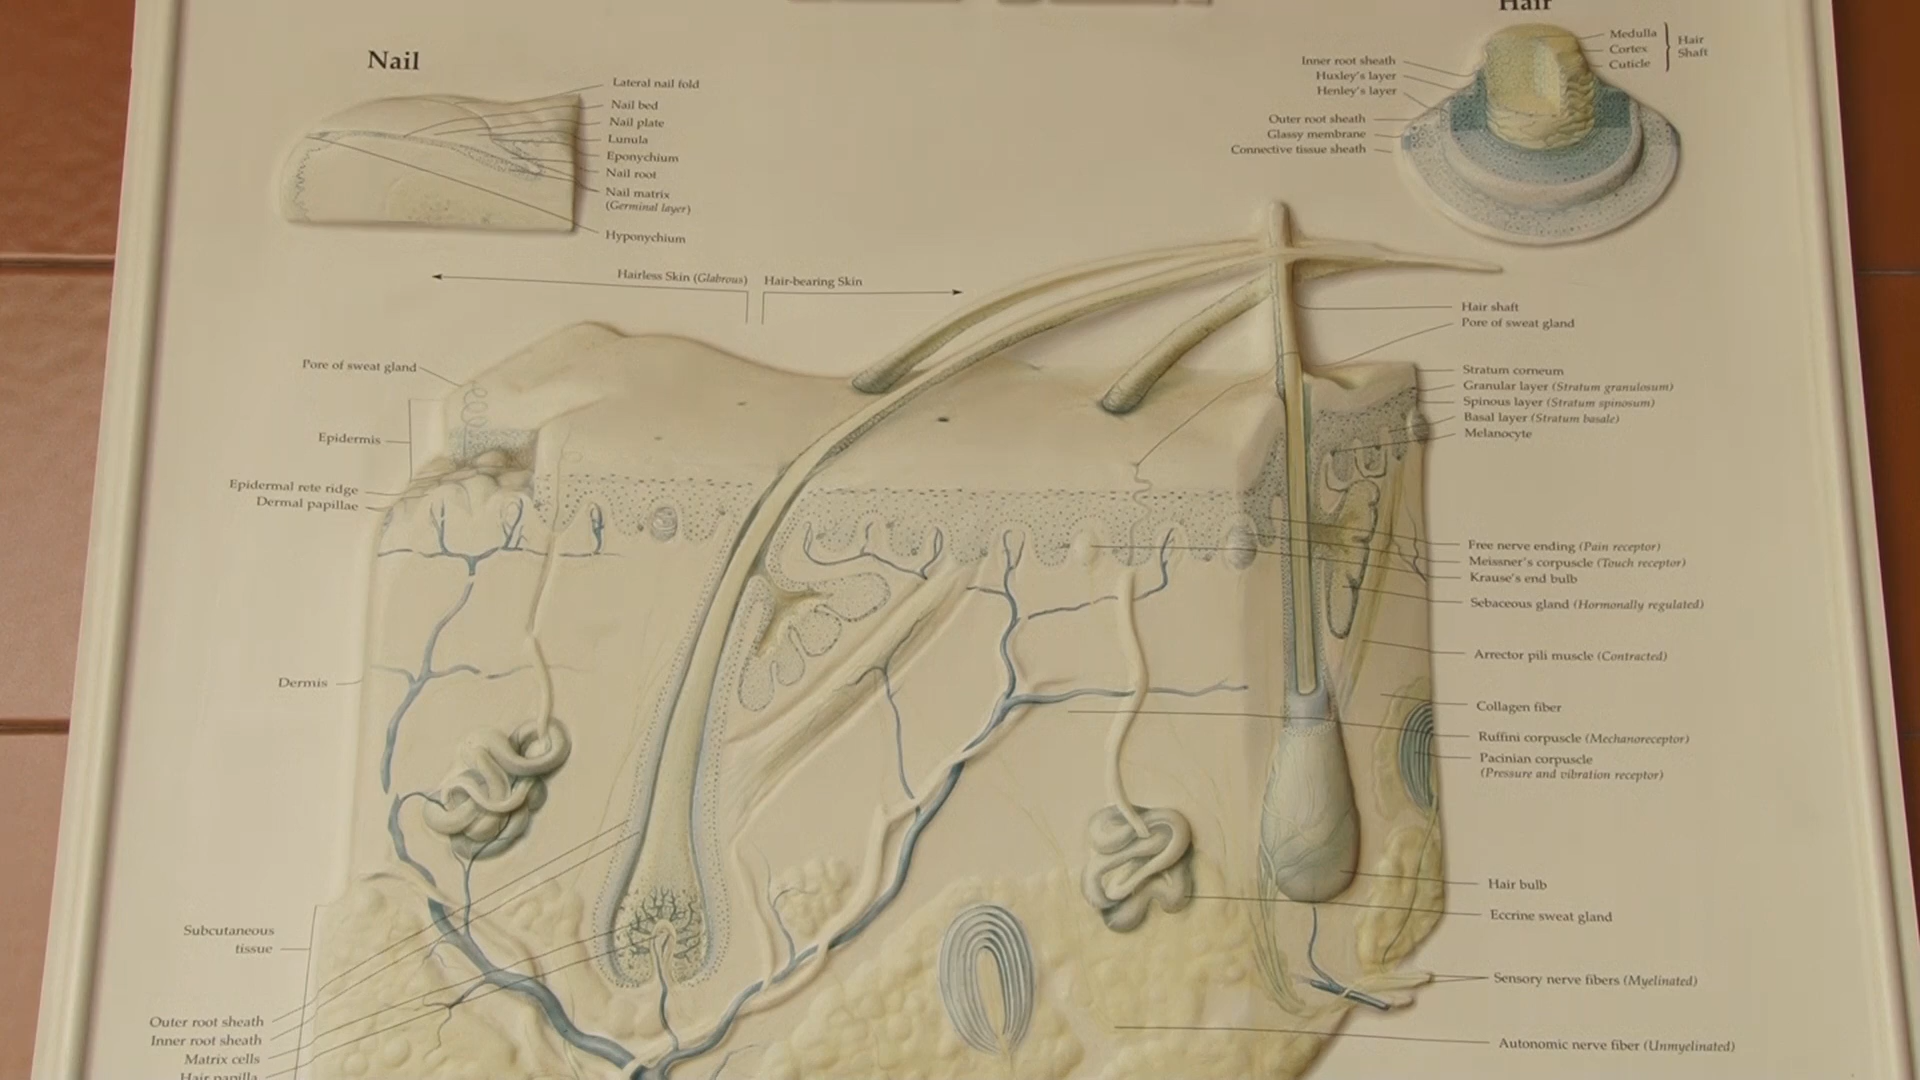 Nail
Lateral nail fold
Nail bed
Nail plate
Lunula
Eponychium
Nail root
Nail matrix
(Germinal layer)
Hyponychium
Hair
Medulla
Cortex
Cuticle
Hair
Shaft
Inner root sheath
Huxley's layer
Henley's layer
Outer root sheath
Glassy membrane
Connective tissue sheath
Hairless Skin (Glabrous)
Hair-bearing Skin
Pore of sweat gland
Epidermis
Epidermal rete ridge
Dermal papillae
Dermis
Subcutaneous
tissue
Outer root sheath
Inner root sheath
Matrix cells
Hair papilla
Hair shaft
Pore of sweat gland
Stratum corneum
Granular layer (Stratum granulosum)
Spinous layer (Stratum spinosum)
Basal layer (Stratum basale)
Melanocyte
Free nerve ending (Pain receptor)
Meissner's corpuscle (Touch receptor)
Krause's end bulb
Sebaceous gland (Hormonally regulated)
Arrector pili muscle (Contracted)
Collagen fiber
Ruffini corpuscle (Mechanoreceptor)
Pacinian corpuscle
(Pressure and vibration receptor)
Hair bulb
Eccrine sweat gland
Sensory nerve fibers (Myelinated)
Autonomic nerve fiber (Unmyelinated)